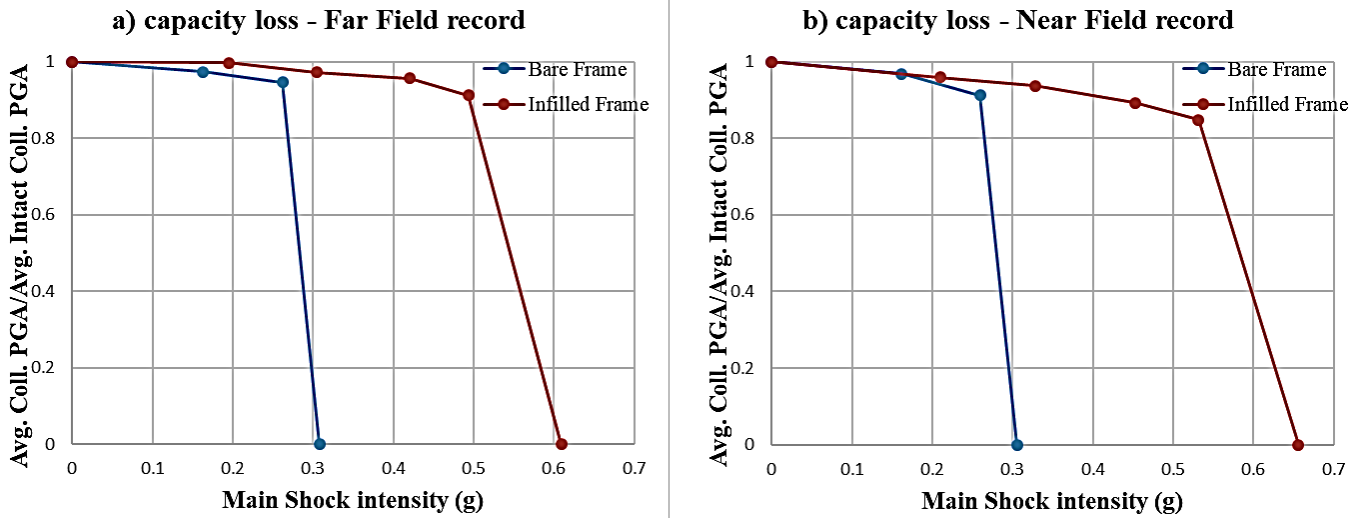 a) capacity loss - Far Field record
Avg. Coll. PGA/Avg. Intact Coll. PGA
1
0.8
0.6
0.4
0.2
0
0
0.1
0.2
0.3
0.4
0.5
0.6
0.7
Main Shock intensity (g)
Bare Frame
Infilled Frame
b) capacity loss - Near Field record
Avg. Coll. PGA/Avg. Intact Coll. PGA
1
0.8
0.6
0.4
0.2
0
0
0.1
0.2
0.3
0.4
0.5
0.6
0.7
Main Shock intensity (g)
Bare Frame
Infilled Frame